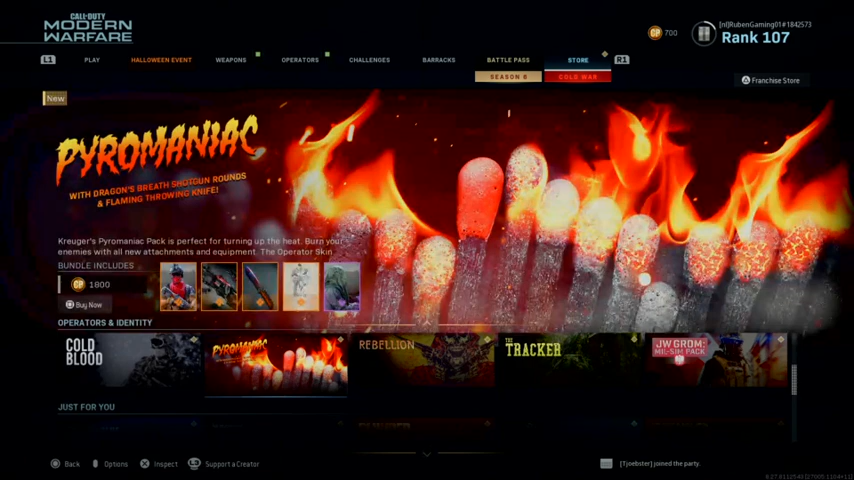 CALL OF DUTY
MODERN
WARFARE
CP 700
[nl]RubenGaming01#1842573
Rank 107
L1
PLAY
HALLOWEEN EVENT
WEAPONS
OPERATORS
CHALLENGES
BARRACKS
BATTLE PASS
STORE
R1
SEASON 6
COLD WAR
Franchise Store
New
PYROMANIAC
WITH DRAGON'S BREATH SHOTGUN ROUNDS
& FLAMING THROWING KNIFE!
Kreuger's Pyromaniac Pack is perfect for turning up the heat. Burn your
enemies with all new attachments and equipment. The Operator Skin
BUNDLE INCLUDES
CP 1800
Buy Now
OPERATORS & IDENTITY
COLD
BLOOD
PYROMANIAC
REBELLION
THE
TRACKER
JW GROM:
MIL-SIM PACK
JUST FOR YOU
Back
Options
Inspect
Support a Creator
[Tjoebster] joined the party.